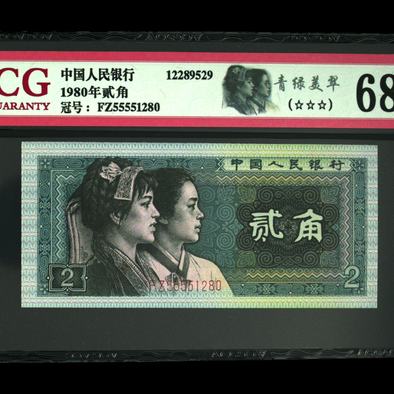 CG
UARANTY
中国人民银行
1980年贰角
冠号： FZ55551280
12289529
青绿美翠
(☆☆☆)
68
中国人民银行
贰角
2
2
FZ55551280